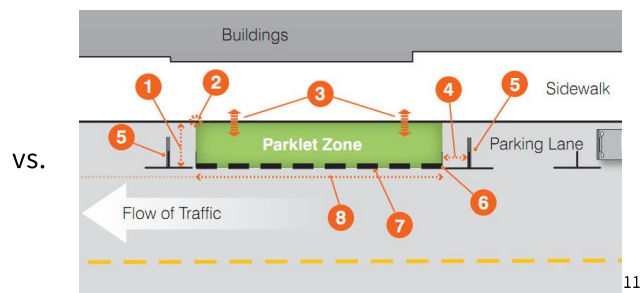 Buildings
1
2
3
4
5
Sidewalk
5
Parklet Zone
Parking Lane
vs.
6
Flow of Traffic
8
7
11